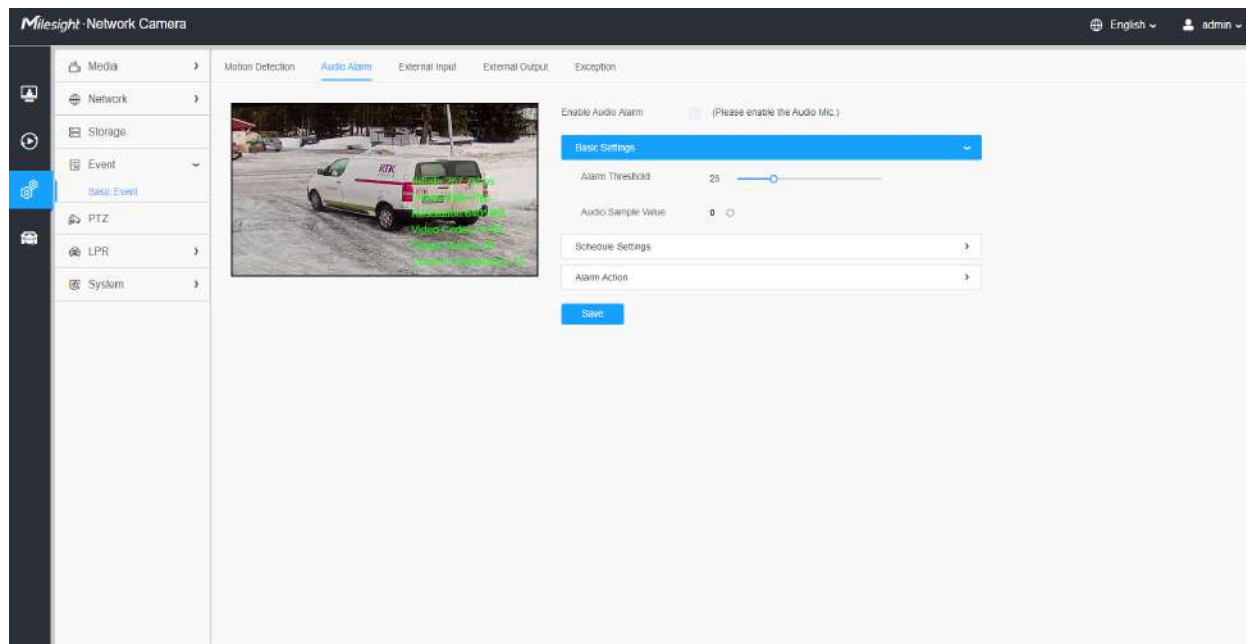 Milesight · Network Camera
English
admin
Media
Network
Storage
Event
Basic Event
PTZ
LPR
System
Motion Detection
Audio Alarm
External Input
External Output
Exception
KTK
Enable Audio Alarm
(Please enable the Audio Mic.)
Basic Settings
Alarm Threshold
25
Audio Sample Value
0
Schedule Settings
Alarm Action
Save